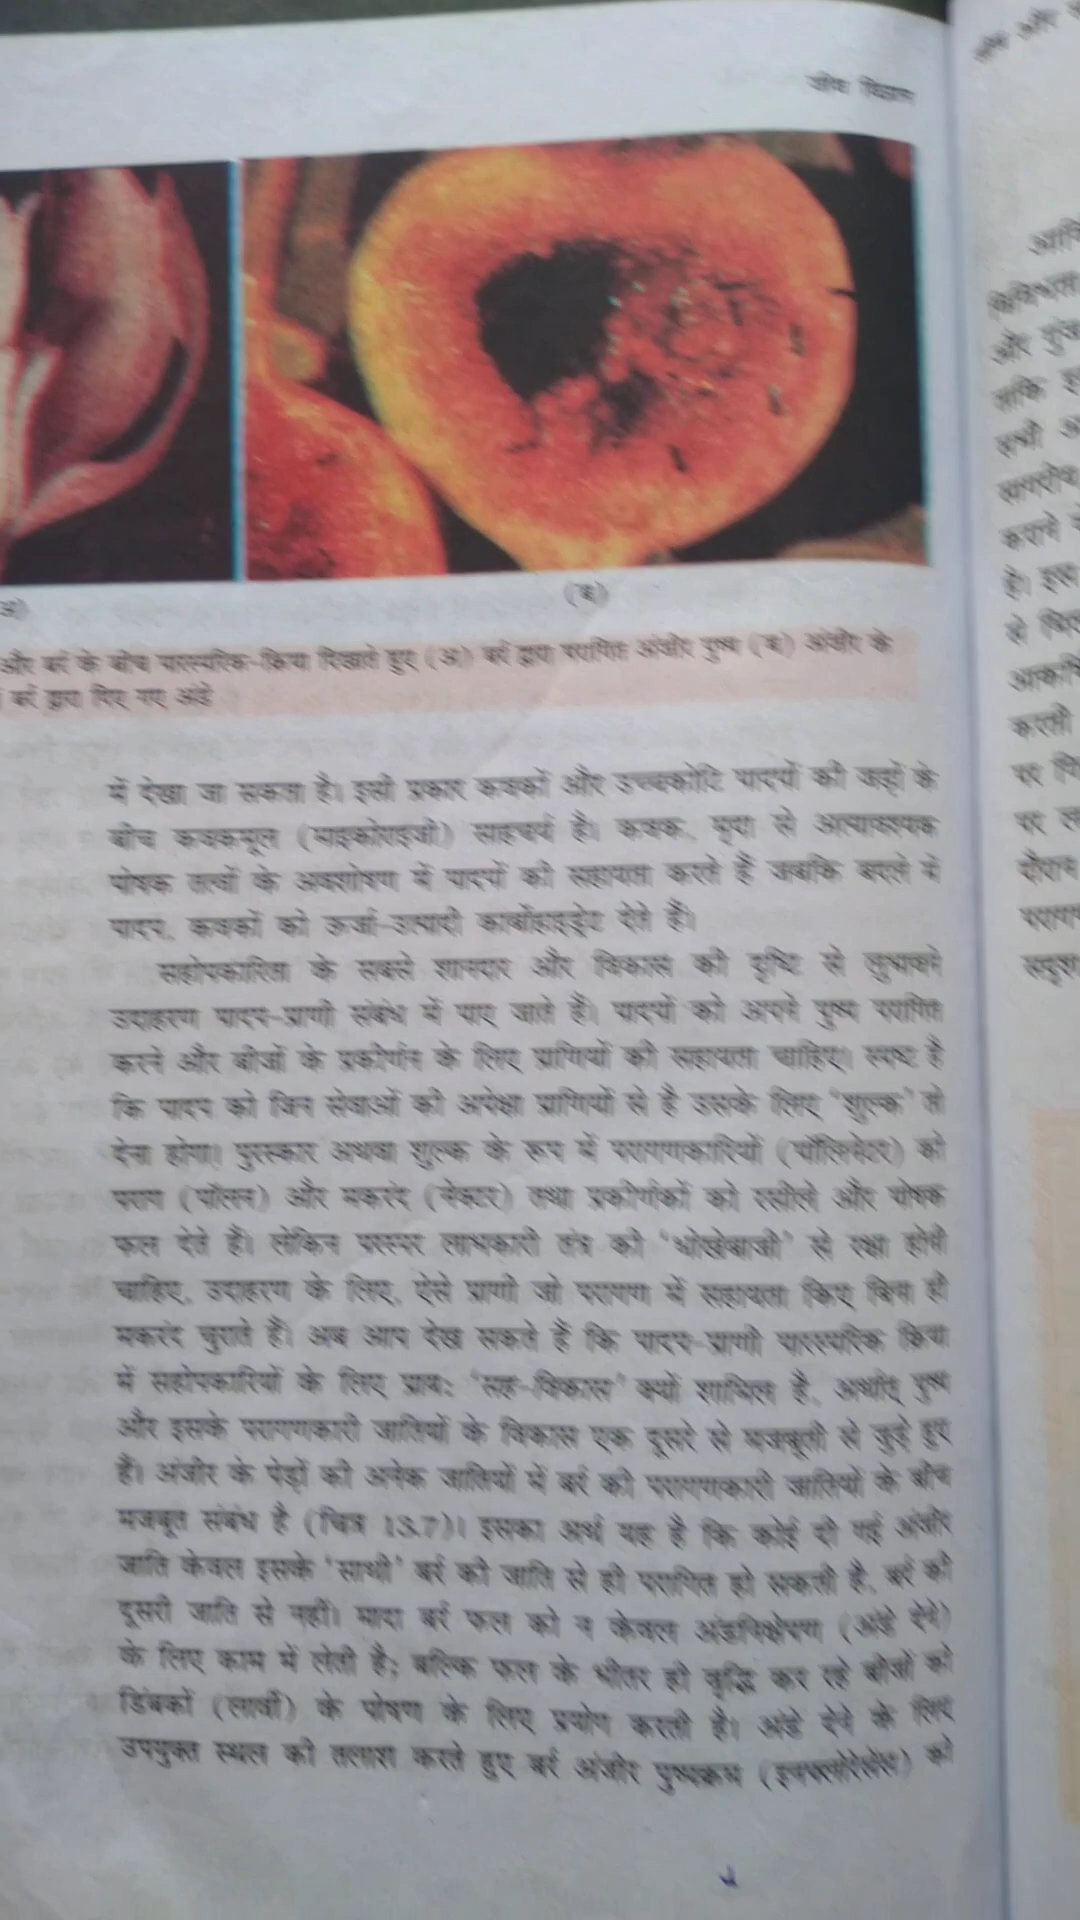 जीव विज्ञान
(ब)
और बर्र के बीच पारस्परिक-क्रिया दिखाते हुए (अ) बर्र द्वारा परागित अंजीर पुष्प (ब) अंजीर के
बर्र द्वारा दिए गए अंडे
में देखा जा सकता है। इसी प्रकार कवकों और उच्चकोटि पादपों की जड़ों के
बीच कवकमूल (माइकोराइजी) साहचर्य है। कवक, मृदा से अत्यावश्यक
पोषक तत्वों के अवशोषण में पादपों की सहायता करते हैं जबकि बदले में
पादप, कवकों को ऊर्जा-उत्पादी कार्बोहाइड्रेट देते हैं।
सहोपकारिता के सबसे शानदार और विकास की दृष्टि से लुभावने
उदाहरण पादप-प्राणी संबंध में पाए जाते हैं। पादपों को अपने पुष्प परागित
करने और बीजों के प्रकीर्णन के लिए प्राणियों की सहायता चाहिए। स्पष्ट है
कि पादप को जिन सेवाओं की अपेक्षा प्राणियों से है उसके लिए 'शुल्क' तो
देना होगा। पुरस्कार अथवा शुल्क के रूप में परागणकारियों (पॉलिनेटर) को
पराग (पॉलन) और मकरंद (नेक्टर) तथा प्रकीर्णकों को रसीले और पोषक
फल देते हैं। लेकिन परस्पर लाभकारी तंत्र की 'धोखेबाजी' से रक्षा होनी
चाहिए, उदाहरण के लिए, ऐसे प्राणी जो परागण में सहायता किए बिना ही
मकरंद चुराते हैं। अब आप देख सकते हैं कि पादप-प्राणी पारस्परिक क्रिया
में सहोपकारियों के लिए प्राय: 'सह-विकास' क्यों शामिल है, अर्थात् पुष्प
और इसके परागणकारी जातियों के विकास एक दूसरे से मजबूती से जुड़े हुए
हैं। अंजीर के पेड़ों की अनेक जातियों में बर्र की परागणकारी जातियों के बीच
मजबूत संबंध है (चित्र 13.7)। इसका अर्थ यह है कि कोई दी गई अंजीर
जाति केवल इसके 'साथी' बर्र की जाति से ही परागित हो सकती है, बर्र की
दूसरी जाति से नहीं। मादा बर्र फल को न केवल अंडनिक्षेपण (अंडे देने)
के लिए काम में लेती है; बल्कि फल के भीतर ही वृद्धि कर रहे बीजों को
डिंबकों (लार्वा) के पोषण के लिए प्रयोग करती है। अंडे देने के लिए
उपयुक्त स्थल की तलाश करते हुए बर्र अंजीर पुष्पक्रम (इनफ्लोरेसेंस) को